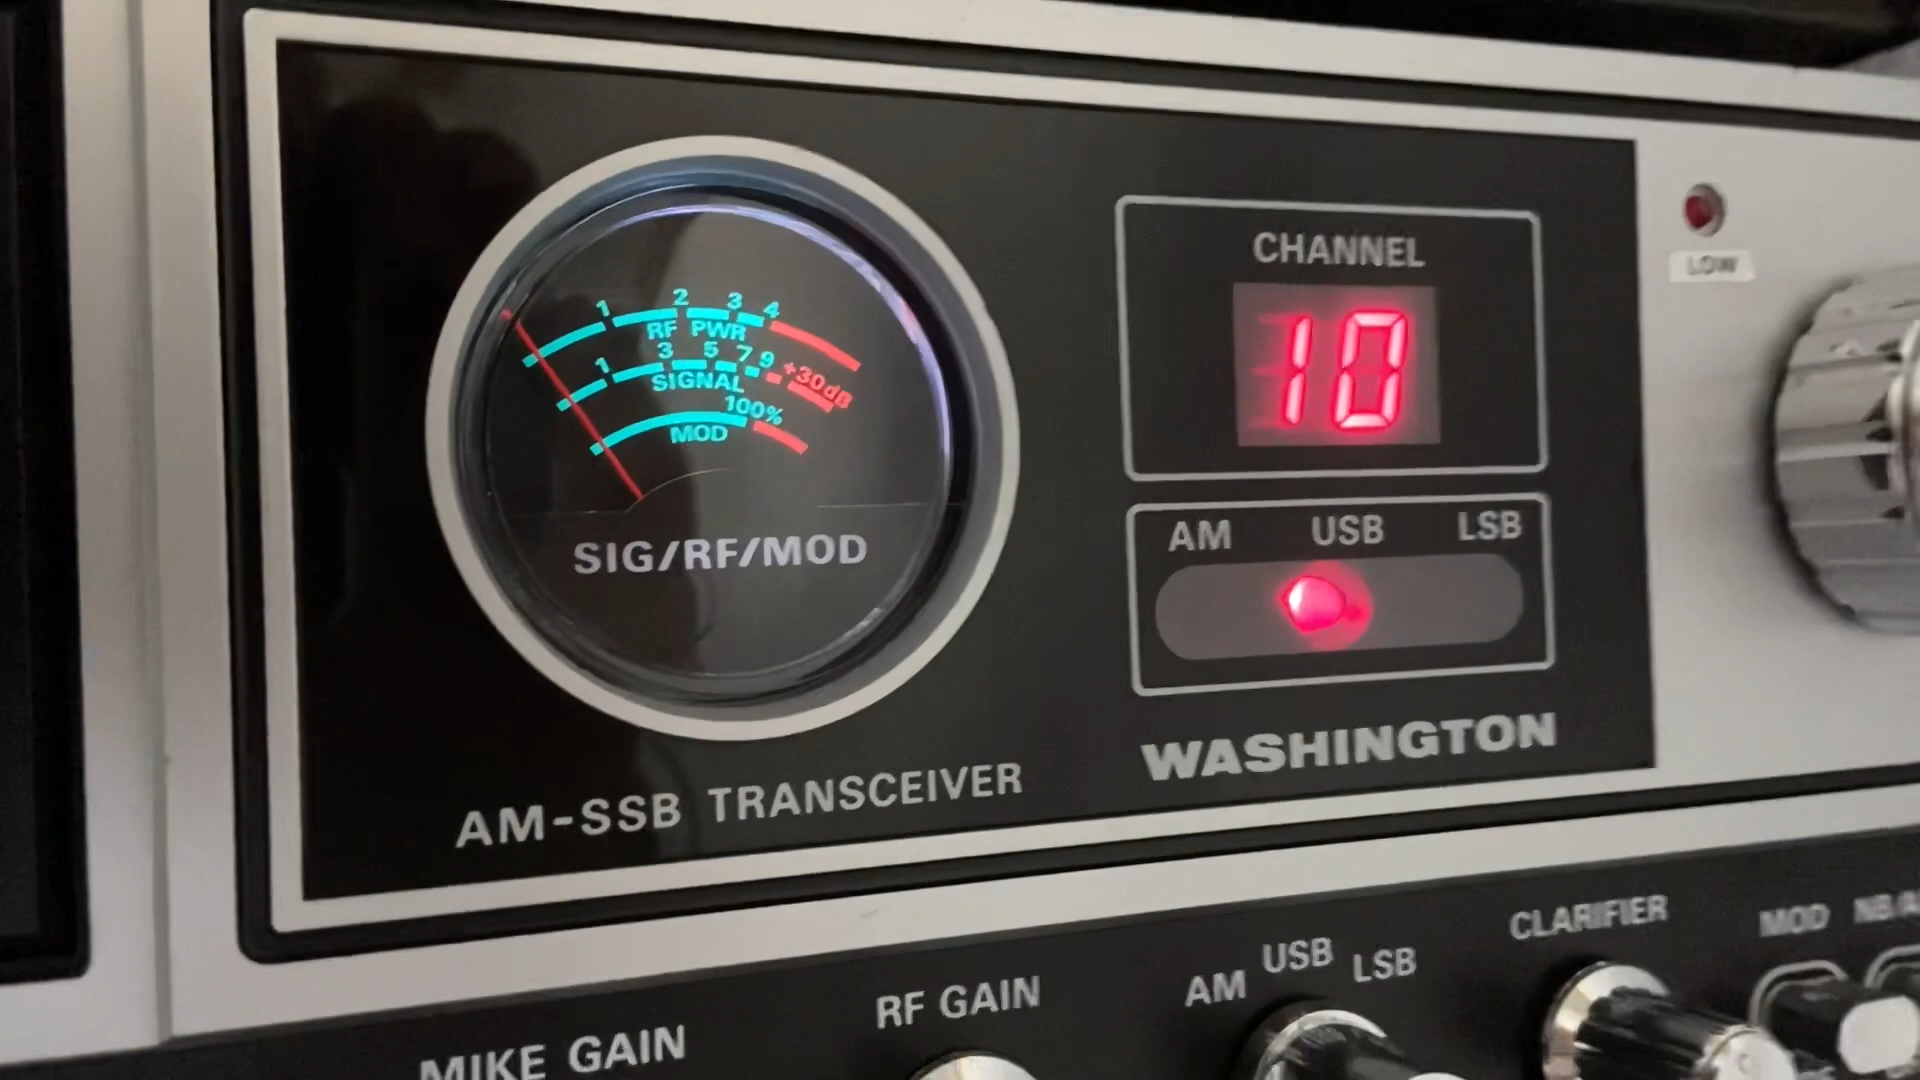 1 2 3 4
RF PWR
1 3 5 7 9 +30dB
SIGNAL
100%
MOD
SIG/RF/MOD
AM-SSB TRANSCEIVER
CHANNEL
10
AM USB LSB
WASHINGTON
LOW
MIKE GAIN
RF GAIN
AM USB LSB
CLARIFIER
MOD